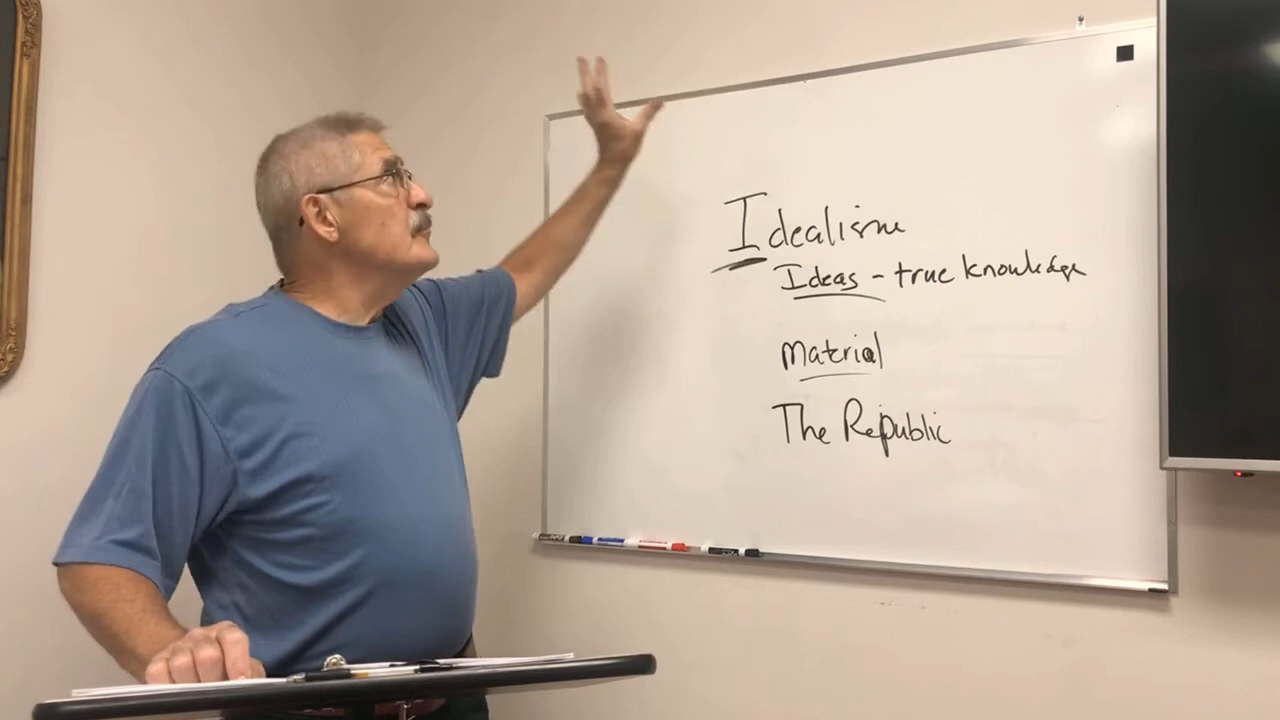 Idealism
Ideas - true knowledge
Material
The Republic